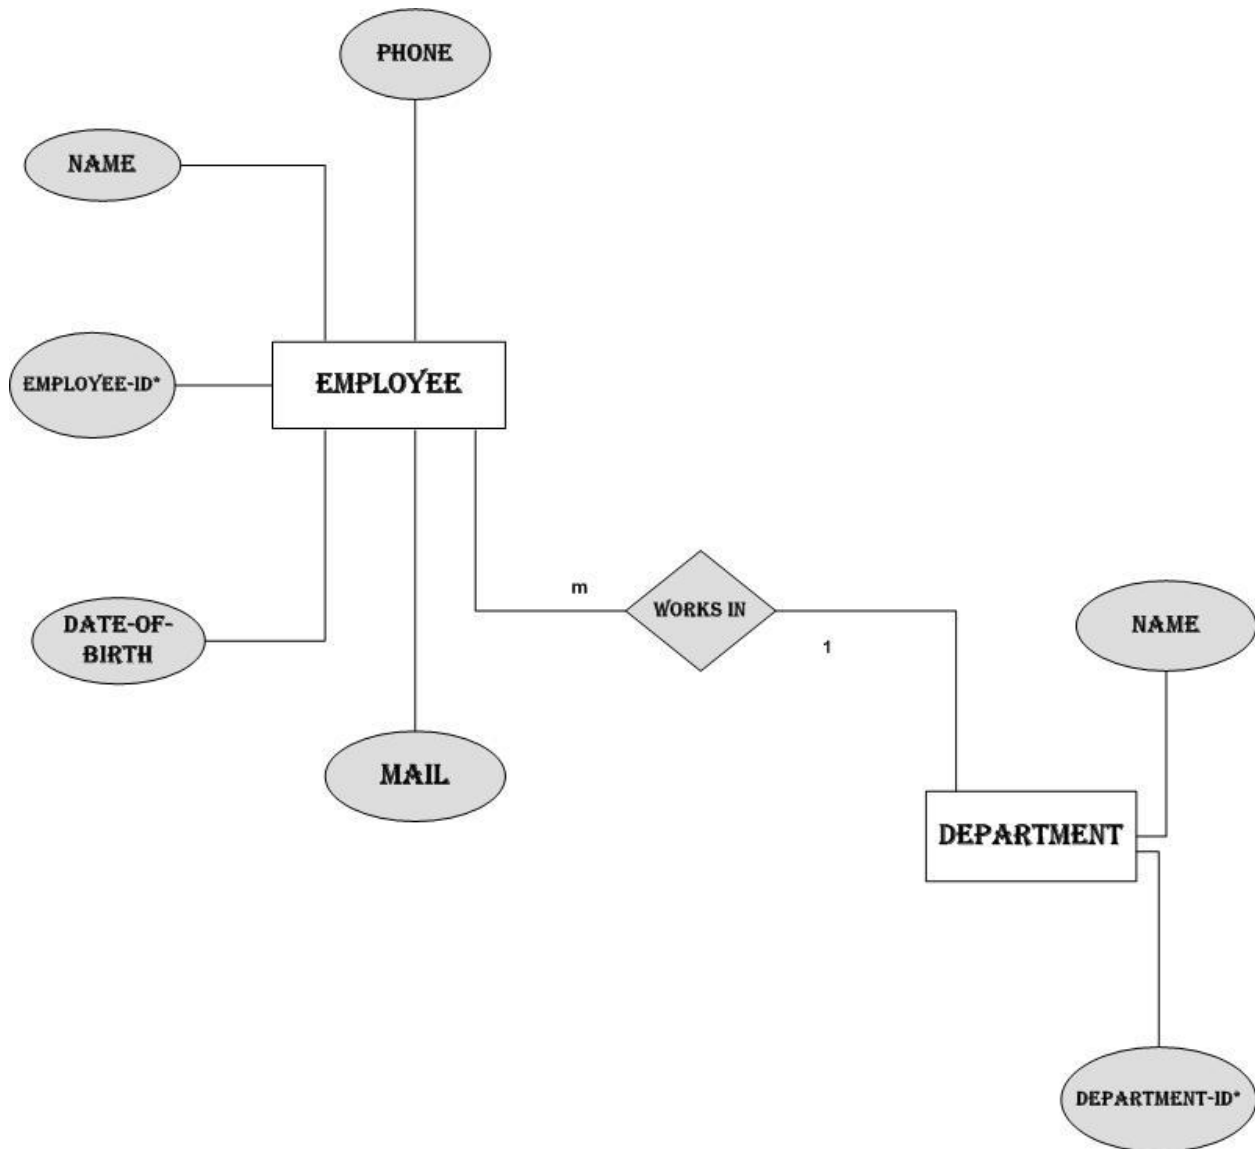 PHONE
NAME
EMPLOYEE-ID*
EMPLOYEE
DATE-OF-
BIRTH
MAIL
m
WORKS IN
1
NAME
DEPARTMENT
DEPARTMENT-ID*